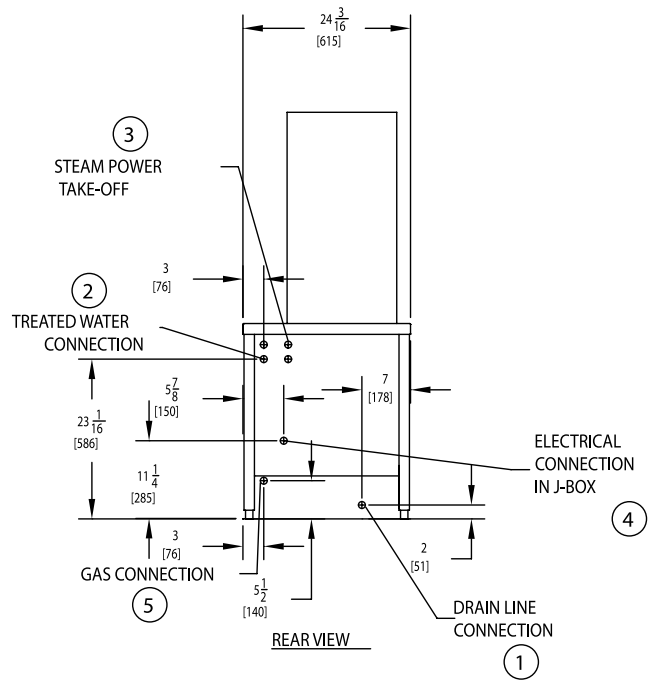 24 3/16
[615]
3
STEAM POWER
TAKE-OFF
3
[76]
2
TREATED WATER
CONNECTION
5 7/8
[150]
7
[178]
23 1/16
[586]
11 1/4
[285]
ELECTRICAL
CONNECTION
IN J-BOX
4
3
[76]
2
[51]
GAS CONNECTION
5
5 1/2
[140]
DRAIN LINE
CONNECTION
1
REAR VIEW